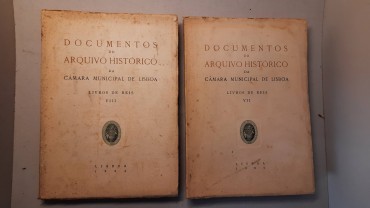 DOCUMENTOS
DO
ARQUIVO HISTÓRICO
DA
CÂMARA MUNICIPAL DE LISBOA
LIVROS DE REIS
VIII
LISBOA
DOCUMENTOS
DO
ARQUIVO HISTÓRICO
DA
CÂMARA MUNICIPAL DE LISBOA
LIVROS DE REIS
VII
LISBOA